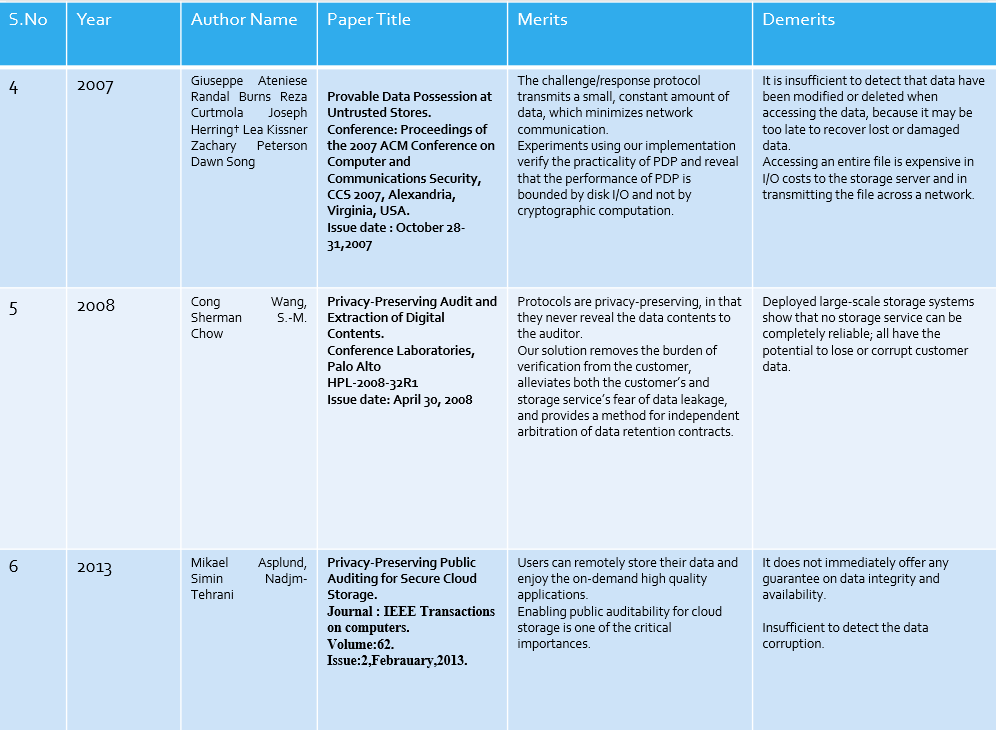 S.No
Year
Author Name
Paper Title
Merits
Demerits
4
2007
Giuseppe Ateniese
Randal Burns Reza
Curtmola Joseph
Herring† Lea Kissner
Zachary Peterson
Dawn Song
Provable Data Possession at
Untrusted Stores.
Conference: Proceedings of
the 2007 ACM Conference on
Computer and
Communications Security,
CCS 2007, Alexandria,
Virginia, USA.
Issue date : October 28-
31,2007
The challenge/response protocol
transmits a small, constant amount of
data, which minimizes network
communication.
Experiments using our implementation
verify the practicality of PDP and reveal
that the performance of PDP is
bounded by disk I/O and not by
cryptographic computation.
It is insufficient to detect that data have
been modified or deleted when
accessing the data, because it may be
too late to recover lost or damaged
data.
Accessing an entire file is expensive in
I/O costs to the storage server and in
transmitting the file across a network.
5
2008
Cong Wang,
Sherman S.-M.
Chow
Privacy-Preserving Audit and
Extraction of Digital
Contents.
Conference Laboratories,
Palo Alto
HPL-2008-32R1
Issue date: April 30, 2008
Protocols are privacy-preserving, in that
they never reveal the data contents to
the auditor.
Our solution removes the burden of
verification from the customer,
alleviates both the customer's and
storage service's fear of data leakage,
and provides a method for independent
arbitration of data retention contracts.
Deployed large-scale storage systems
show that no storage service can be
completely reliable; all have the
potential to lose or corrupt customer
data.
6
2013
Mikael Asplund,
Simin Nadjm-
Tehrani
Privacy-Preserving Public
Auditing for Secure Cloud
Storage.
Journal : IEEE Transactions
on computers.
Volume:62.
Issue:2,Febrauary,2013.
Users can remotely store their data and
enjoy the on-demand high quality
applications.
Enabling public auditability for cloud
storage is one of the critical
importances.
It does not immediately offer any
guarantee on data integrity and
availability.
Insufficient to detect the data
corruption.